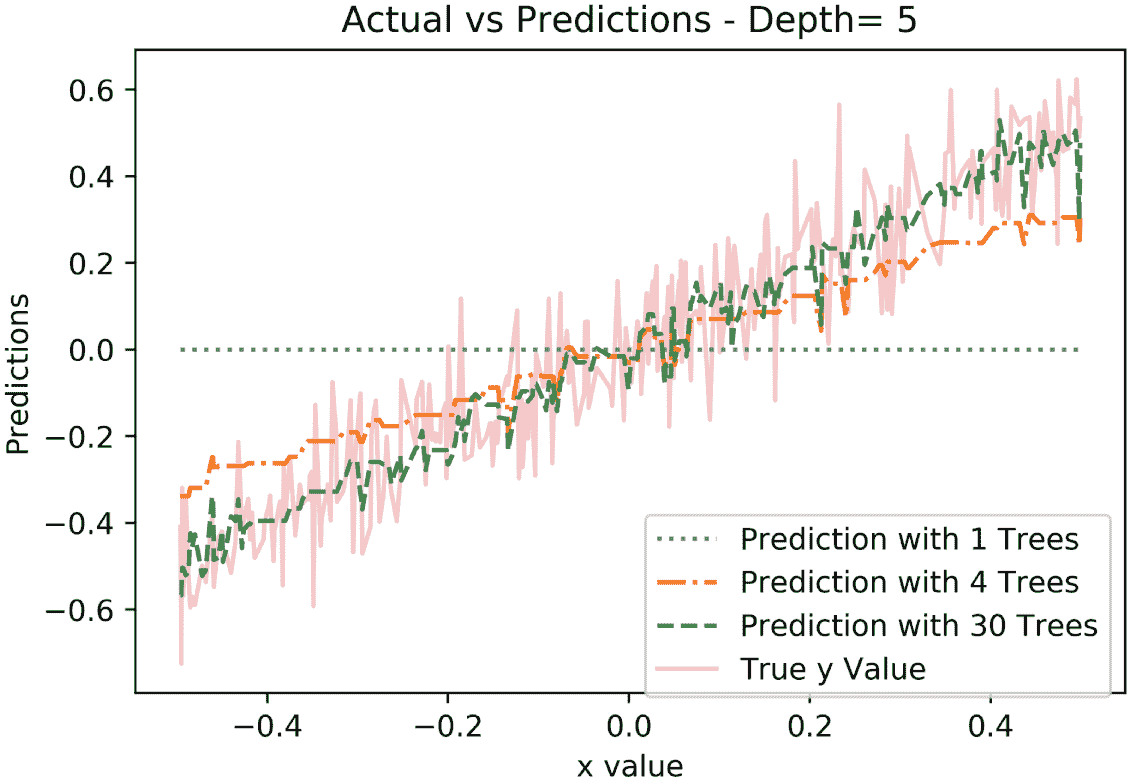 Actual vs Predictions - Depth= 5
Predictions
0.6
0.4
0.2
0.0
−0.2
−0.4
−0.6
Prediction with 1 Trees
Prediction with 4 Trees
Prediction with 30 Trees
True y Value
−0.4 −0.2 0.0 0.2 0.4
x value